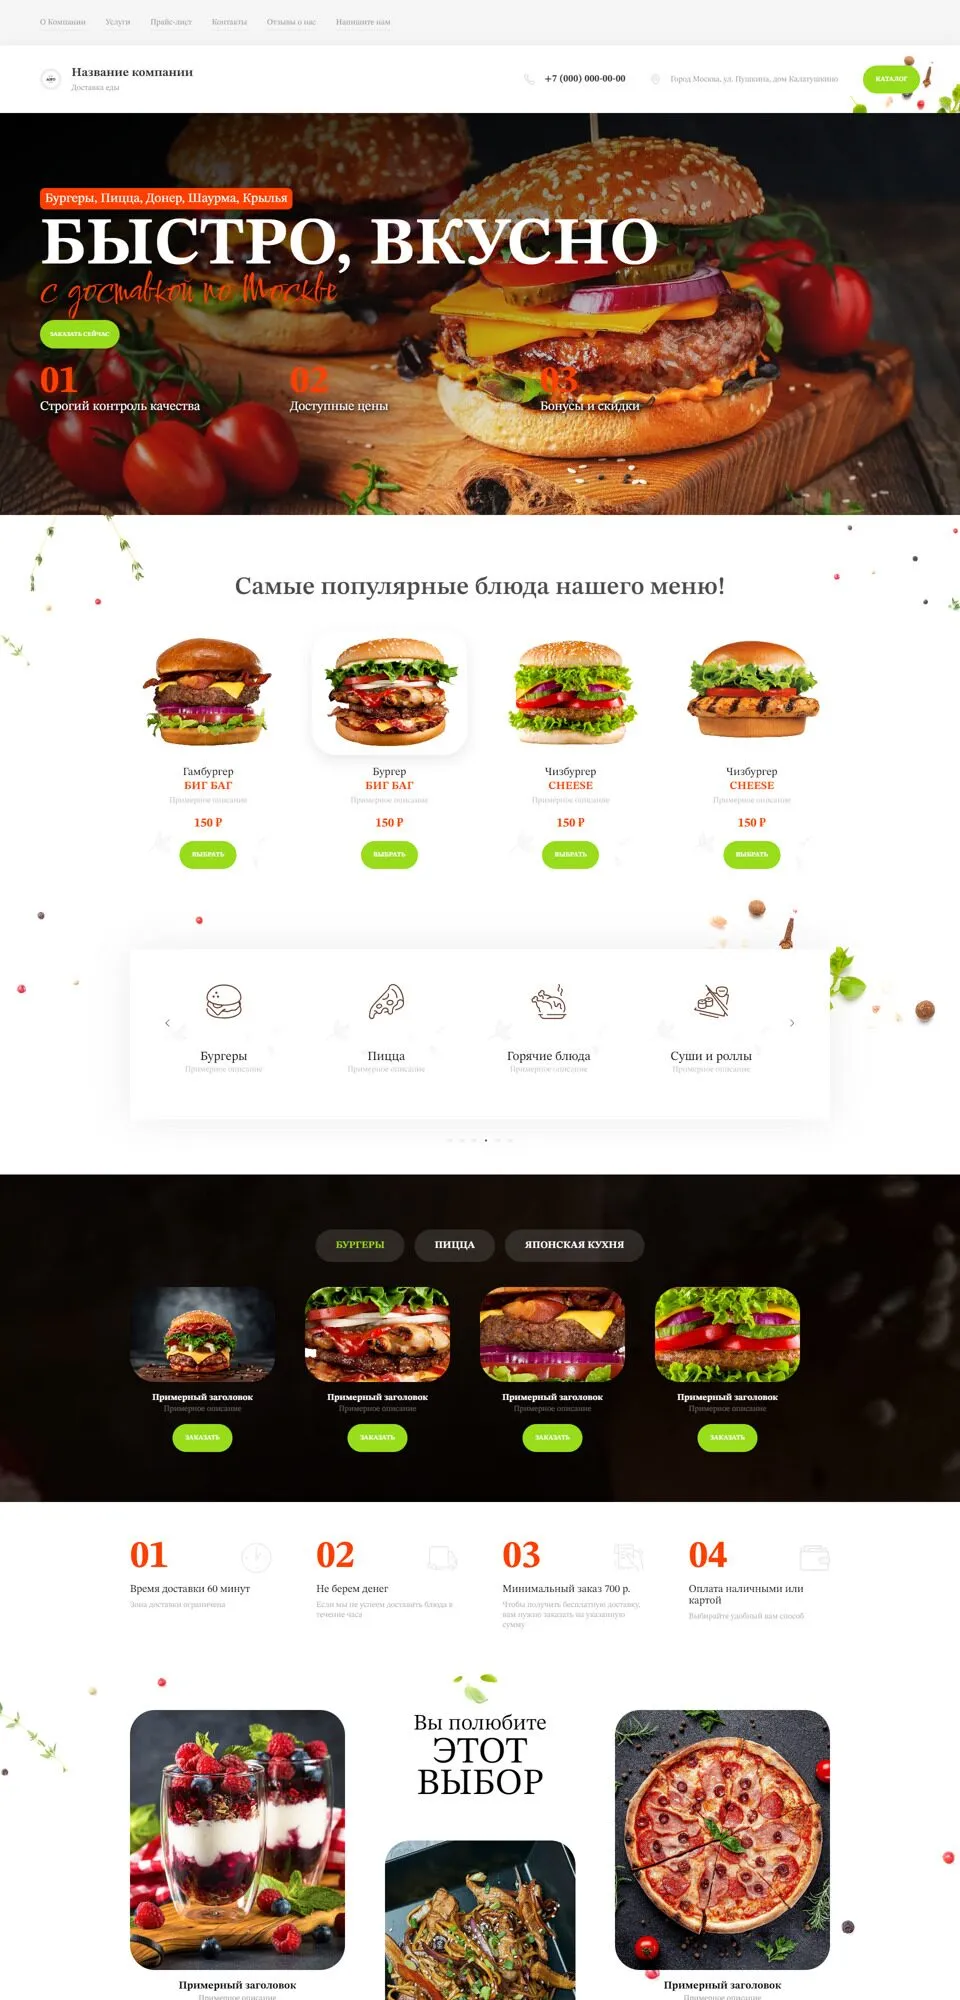 О Компании Услуги Прайс-лист Контакты Отзывы о нас Напишите нам
Название компании
Доставка еды
+7 (000) 000-00-00
Город Москва, ул. Пушкина, дом Калатушкино
КАТАЛОГ
Бургеры, Пицца, Донер, Шаурма, Крылья
БЫСТРО, ВКУСНО
с доставкой по Москве
ЗАКАЗАТЬ СЕЙЧАС
01 02 03
Строгий контроль качества Доступные цены Бонусы и скидки
Самые популярные блюда нашего меню!
Гамбургер Бургер Чизбургер Чизбургер
БИГ БАГ БИГ БАГ CHEESE CHEESE
Примерное описание Примерное описание Примерное описание Примерное описание
150 ₽ 150 ₽ 150 ₽ 150 ₽
ВЫБРАТЬ ВЫБРАТЬ ВЫБРАТЬ ВЫБРАТЬ
Бургеры Пицца Горячие блюда Суши и роллы
Примерное описание Примерное описание Примерное описание Примерное описание
БУРГЕРЫ ПИЦЦА ЯПОНСКАЯ КУХНЯ
Примерный заголовок Примерный заголовок Примерный заголовок Примерный заголовок
Примерное описание Примерное описание Примерное описание Примерное описание
ЗАКАЗАТЬ ЗАКАЗАТЬ ЗАКАЗАТЬ ЗАКАЗАТЬ
01
Время доставки 60 минут
Зона доставки ограничена
02
Не берем денег
Если мы не успеем доставить блюда в
течение часа
03
Минимальный заказ 700 р.
Чтобы получить бесплатную доставку,
вам нужно заказать на указанную
сумму
04
Оплата наличными или
картой
Выбирайте удобный вам способ
Вы полюбите
ЭТОТ
ВЫБОР
Примерный заголовок Примерный заголовок
Примерное описание Примерное описание